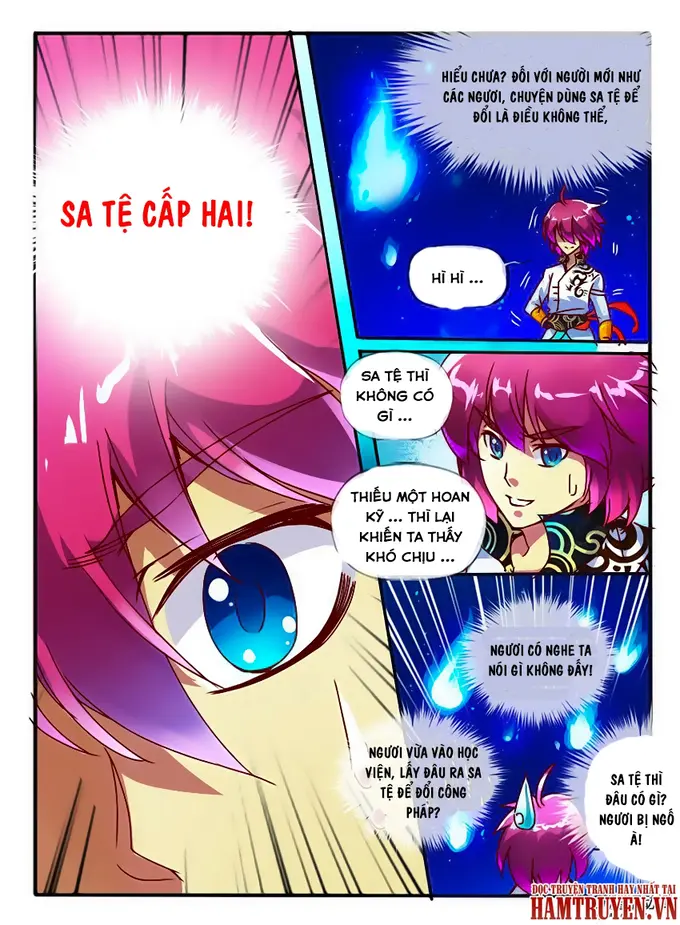 SA TỆ CẤP HAI!
HIỂU CHƯA? ĐỐI VỚI NGƯỜI MỚI NHƯ
CÁC NGƯƠI, CHUYỆN DÙNG SA TỆ ĐỂ
ĐỔI LÀ ĐIỀU KHÔNG THỂ,
HÌ HÌ ...
SA TỆ THÌ
KHÔNG CÓ
GÌ ...
THIẾU MỘT HOAN
KỸ ... THÌ LẠI
KHIẾN TA THẤY
KHÓ CHỊU ...
NGƯƠI CÓ NGHE TA
NÓI GÌ KHÔNG ĐẤY!
NGƯƠI VỪA VÀO HỌC
VIỆN, LẤY ĐÂU RA SA
TỆ ĐỂ ĐỔI CÔNG
PHÁP?
SA TỆ THÌ
ĐÂU CÓ GÌ?
NGƯƠI BỊ NGỐ
À!
ĐỌC TRUYỆN TRANH HAY NHẤT TẠI
HAMTRUYEN.VN